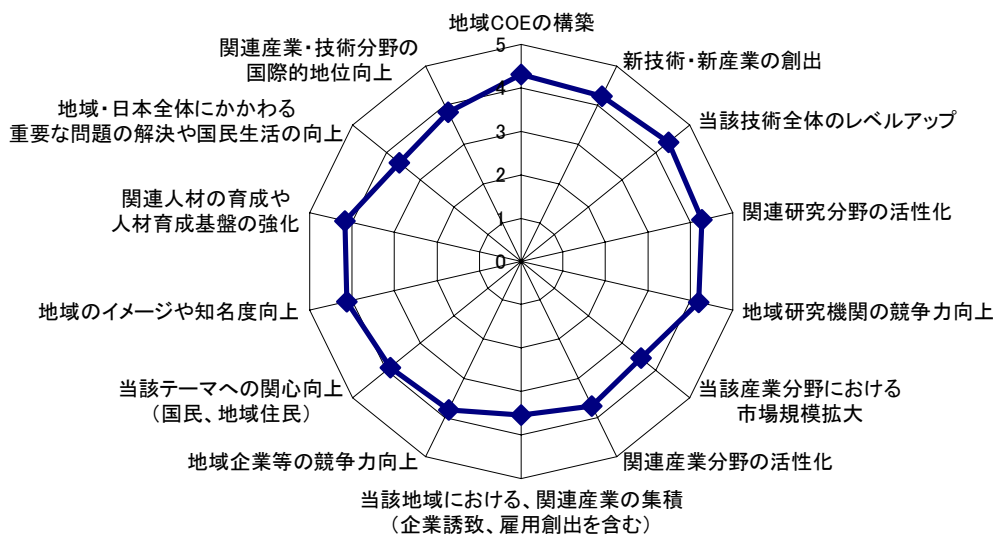 地域COEの構築
新技術・新産業の創出
当該技術全体のレベルアップ
関連研究分野の活性化
地域研究機関の競争力向上
当該産業分野における
市場規模拡大
関連産業分野の活性化
当該地域における、関連産業の集積
（企業誘致、雇用創出を含む）
地域企業等の競争力向上
当該テーマへの関心向上
（国民、地域住民）
地域のイメージや知名度向上
関連人材の育成や
人材育成基盤の強化
地域・日本全体にかかわる
重要な問題の解決や国民生活の向上
関連産業・技術分野の
国際的地位向上
5
4
3
2
1
0